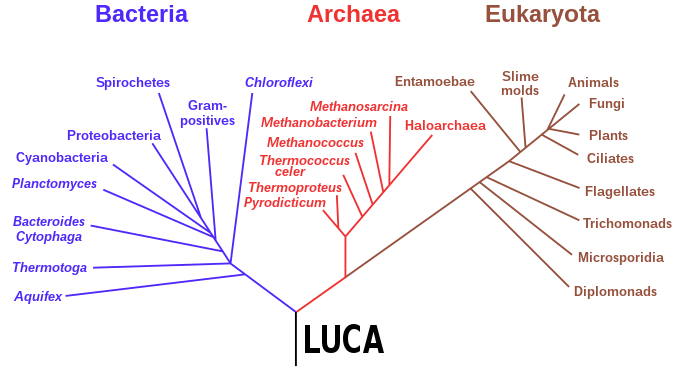 Bacteria
Archaea
Eukaryota
Spirochetes
Chloroflexi
Gram-
positives
Proteobacteria
Cyanobacteria
Planctomyces
Bacteroides
Cytophaga
Thermotoga
Aquifex
Methanosarcina
Methanobacterium
Haloarchaea
Methanococcus
Thermococcus
celer
Thermoproteus
Pyrodicticum
Entamoebae
Slime
molds
Animals
Fungi
Plants
Ciliates
Flagellates
Trichomonads
Microsporidia
Diplomonads
LUCA